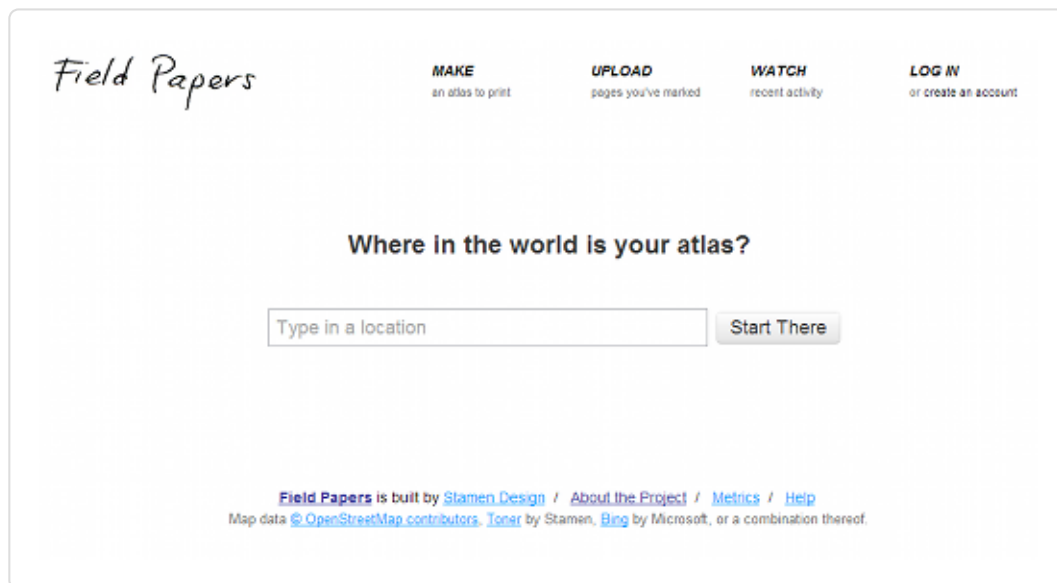 Field Papers
MAKE
an atlas to print
UPLOAD
pages you've marked
WATCH
recent activity
LOG IN
or create an account
Where in the world is your atlas?
Type in a location
Start There
Field Papers is built by Stamen Design / About the Project / Metrics / Help
Map data © OpenStreetMap contributors, Toner by Stamen, Bing by Microsoft, or a combination thereof.